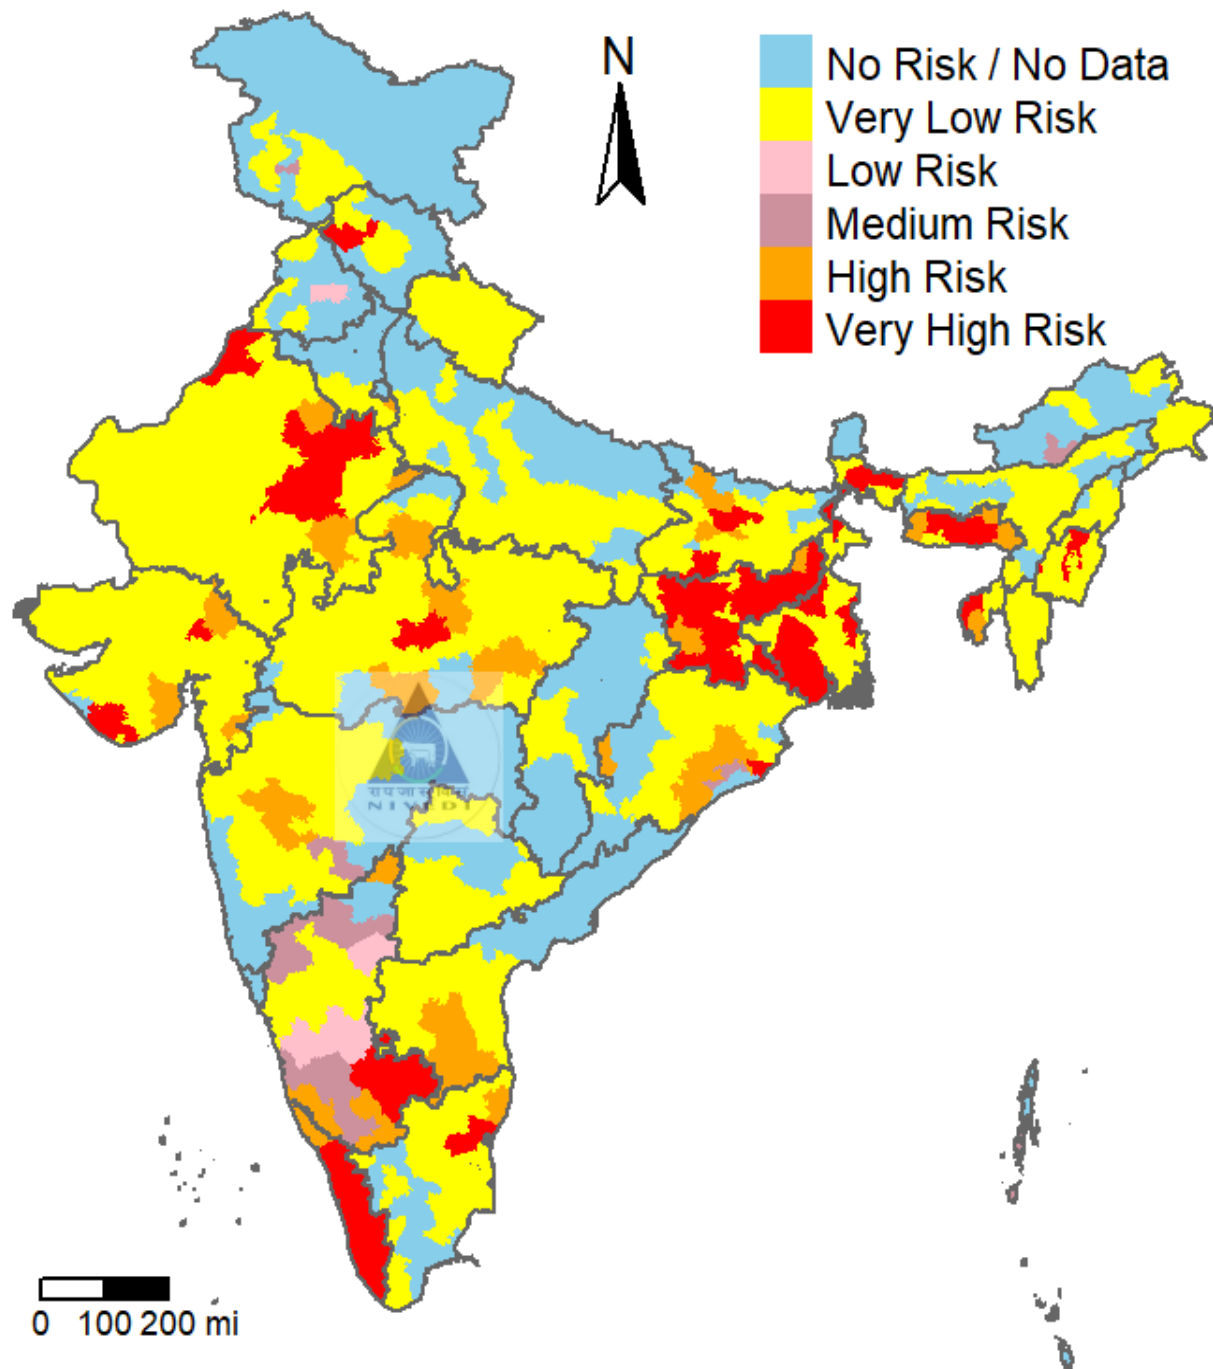 N
No Risk / No Data
Very Low Risk
Low Risk
Medium Risk
High Risk
Very High Risk
NIVEDI
0 100 200 mi